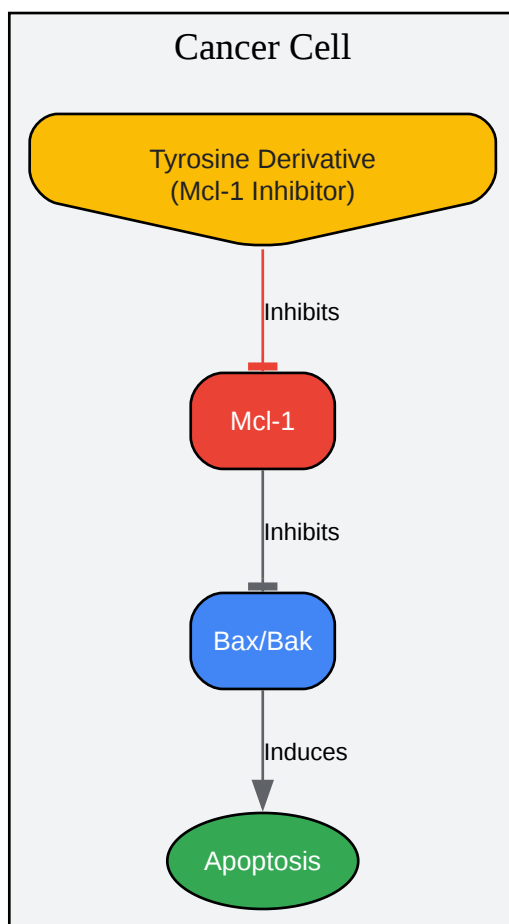 Cancer Cell
Tyrosine Derivative
(Mcl-1 Inhibitor)
Inhibits
Mcl-1
Inhibits
Bax/Bak
Induces
Apoptosis